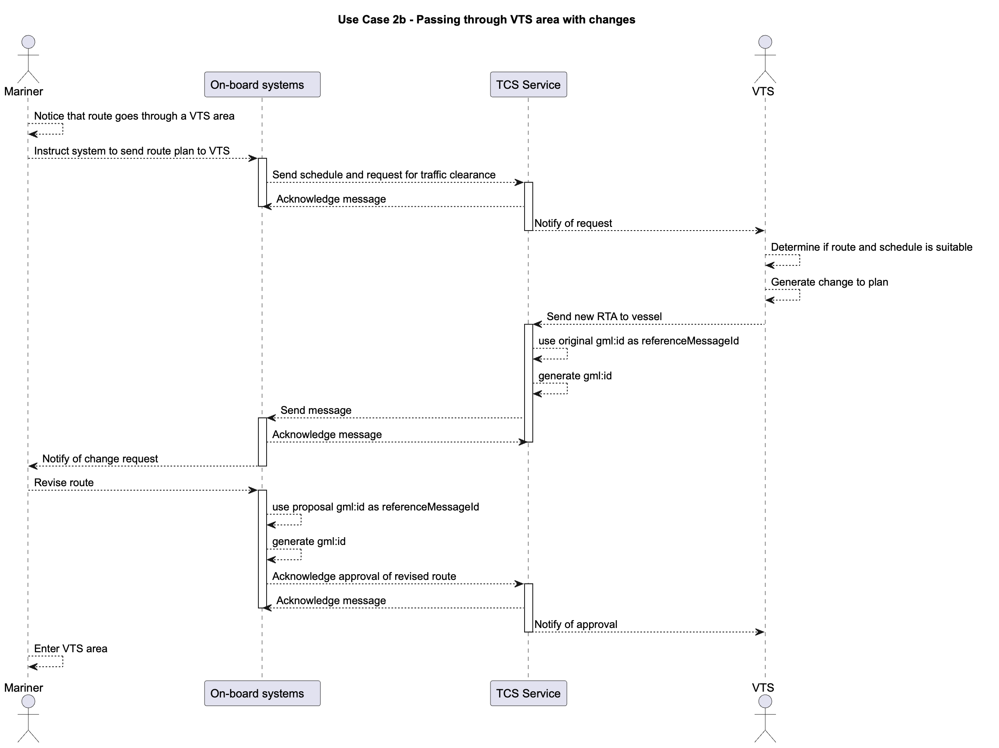 Use Case 2b - Passing through VTS area with changes
Mariner
On-board systems
TCS Service
VTS
Notice that route goes through a VTS area
Instruct system to send route plan to VTS
Send schedule and request for traffic clearance
Acknowledge message
Notify of request
Determine if route and schedule is suitable
Generate change to plan
Send new RTA to vessel
use original gml:id as referenceMessageId
generate gml:id
Send message
Acknowledge message
Notify of change request
Revise route
use proposal gml:id as referenceMessageId
generate gml:id
Acknowledge approval of revised route
Acknowledge message
Notify of approval
Enter VTS area
Mariner
On-board systems
TCS Service
VTS